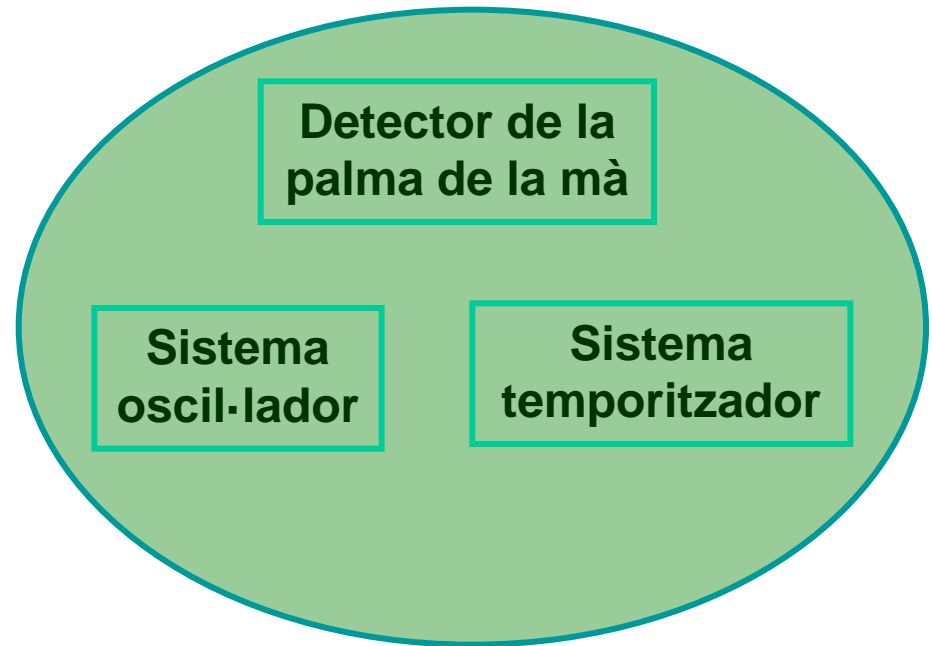 Detector de la
palma de la mà
Sistema
oscil·lador
Sistema
temporitzador